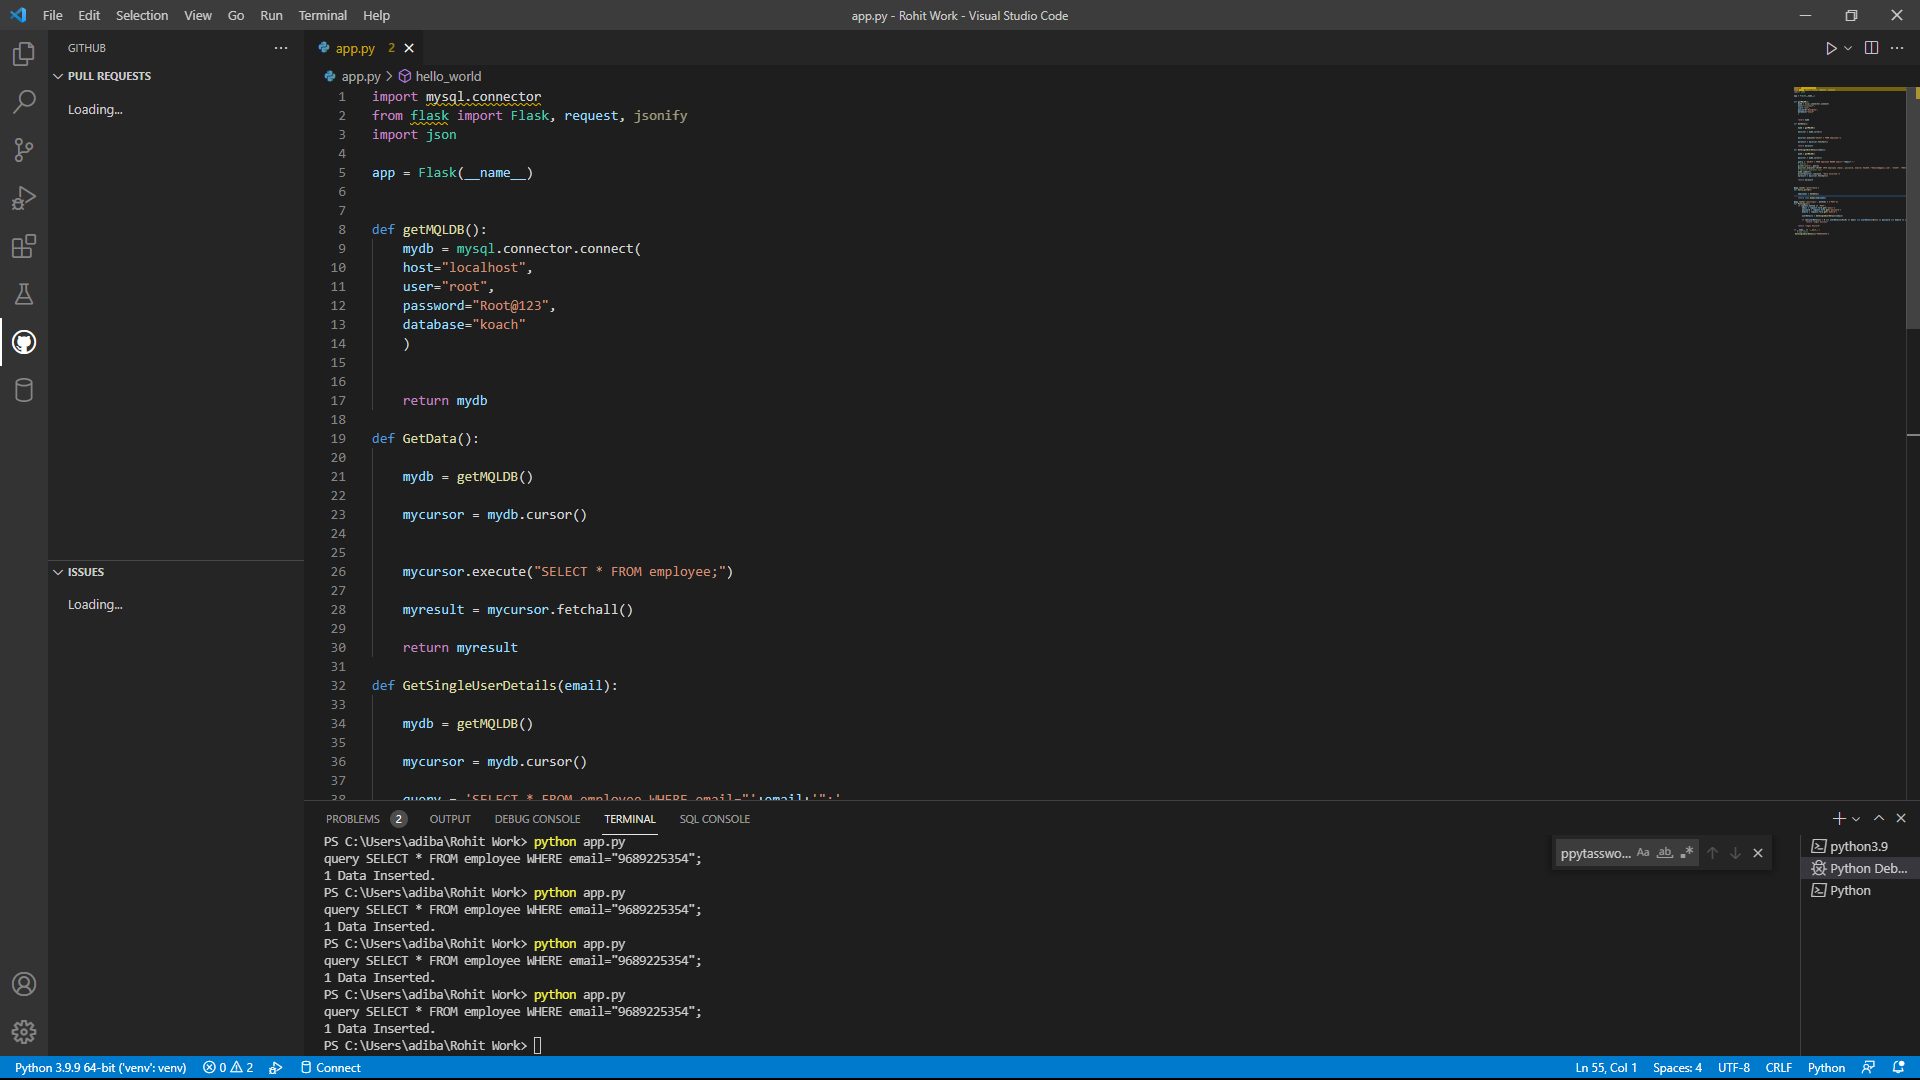 File Edit Selection View Go Run Terminal Help
app.py - Rohit Work - Visual Studio Code
GITHUB
PULL REQUESTS
Loading...
ISSUES
Loading...
app.py 2
app.py > hello_world
1 import mysql.connector
2 from flask import Flask, request, jsonify
3 import json
4
5 app = Flask(__name__)
6
7
8 def getMQLDB():
9 mydb = mysql.connector.connect(
10 host="localhost",
11 user="root",
12 password="Root@123",
13 database="koach"
14 )
15
16
17 return mydb
18
19 def GetData():
20
21 mydb = getMQLDB()
22
23 mycursor = mydb.cursor()
24
25
26 mycursor.execute("SELECT * FROM employee;")
27
28 myresult = mycursor.fetchall()
29
30 return myresult
31
32 def GetSingleUserDetails(email):
33
34 mydb = getMQLDB()
35
36 mycursor = mydb.cursor()
37
38 query = 'SELECT * FROM employee WHERE email="'+email+'";'
PROBLEMS 2 OUTPUT DEBUG CONSOLE TERMINAL SQL CONSOLE
PS C:\Users\adiba\Rohit Work> python app.py
query SELECT * FROM employee WHERE email="9689225354";
1 Data Inserted.
PS C:\Users\adiba\Rohit Work> python app.py
query SELECT * FROM employee WHERE email="9689225354";
1 Data Inserted.
PS C:\Users\adiba\Rohit Work> python app.py
query SELECT * FROM employee WHERE email="9689225354";
1 Data Inserted.
PS C:\Users\adiba\Rohit Work> python app.py
query SELECT * FROM employee WHERE email="9689225354";
1 Data Inserted.
PS C:\Users\adiba\Rohit Work>
ppytasswo... Aa ab
python3.9
Python Deb...
Python
Python 3.9.9 64-bit ('venv': venv) 0 2 Connect
Ln 55, Col 1 Spaces: 4 UTF-8 CRLF Python